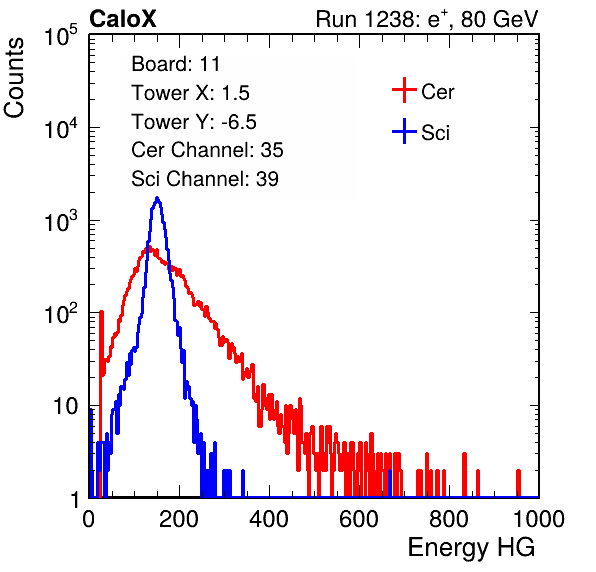 CaloX Run 1238: e⁺, 80 GeV
Counts
10⁵
10⁴
10³
10²
10
1
Board: 11
Tower X: 1.5
Tower Y: -6.5
Cer Channel: 35
Sci Channel: 39
Cer
Sci
0 200 400 600 800 1000
Energy HG